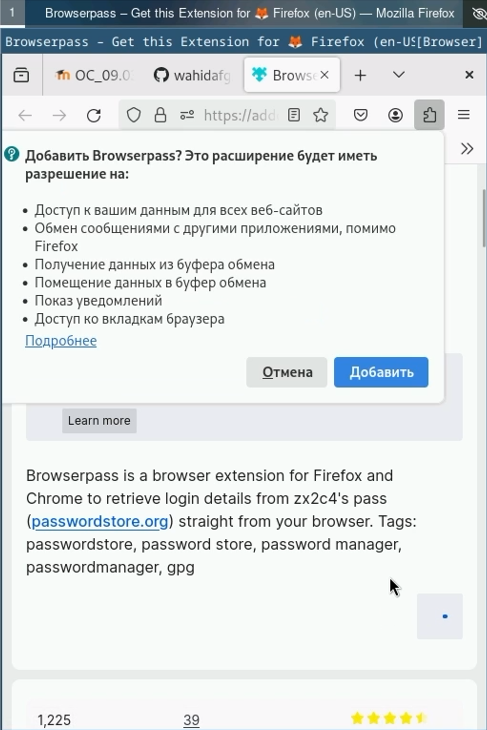 1 Browserpass – Get this Extension for 🦊 Firefox (en-US) — Mozilla Firefox
Browserpass – Get this Extension for 🦊 Firefox (en-US[Browser]
OC_09.0 wahidafg Browse
https://add
Добавить Browserpass? Это расширение будет иметь
разрешение на:
• Доступ к вашим данным для всех веб-сайтов
• Обмен сообщениями с другими приложениями, помимо
Firefox
• Получение данных из буфера обмена
• Помещение данных в буфер обмена
• Показ уведомлений
• Доступ ко вкладкам браузера
Подробнее
Отмена Добавить
Learn more
Browserpass is a browser extension for Firefox and
Chrome to retrieve login details from zx2c4's pass
(passwordstore.org) straight from your browser. Tags:
passwordstore, password store, password manager,
passwordmanager, gpg
1,225 39